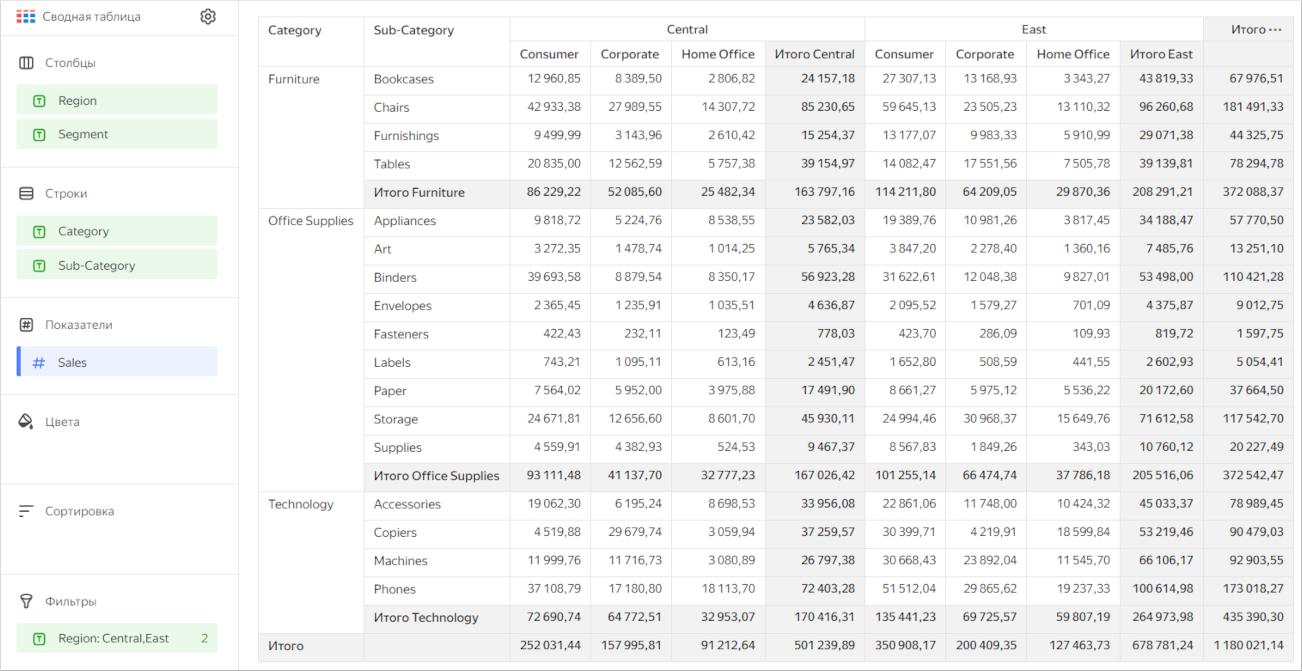 Сводная таблица
Столбцы
Region
Segment
Строки
Category
Sub-Category
Показатели
Sales
Цвета
Сортировка
Фильтры
Region: Central,East 2
Category Sub-Category Central East Итого ···
Consumer Corporate Home Office Итого Central Consumer Corporate Home Office Итого East
Furniture Bookcases 12 960,85 8 389,50 2 806,82 24 157,18 27 307,13 13 168,93 3 343,27 43 819,33 67 976,51
Chairs 42 933,38 27 989,55 14 307,72 85 230,65 59 645,13 23 505,23 13 110,32 96 260,68 181 491,33
Furnishings 9 499,99 3 143,96 2 610,42 15 254,37 13 177,07 9 983,33 5 910,99 29 071,38 44 325,75
Tables 20 835,00 12 562,59 5 757,38 39 154,97 14 082,47 17 551,56 7 505,78 39 139,81 78 294,78
Итого Furniture 86 229,22 52 085,60 25 482,34 163 797,16 114 211,80 64 209,05 29 870,36 208 291,21 372 088,37
Office Supplies Appliances 9 818,72 5 224,76 8 538,55 23 582,03 19 389,76 10 981,26 3 817,45 34 188,47 57 770,50
Art 3 272,35 1 478,74 1 014,25 5 765,34 3 847,20 2 278,40 1 360,16 7 485,76 13 251,10
Binders 39 693,58 8 879,54 8 350,17 56 923,28 31 622,61 12 048,38 9 827,01 53 498,00 110 421,28
Envelopes 2 365,45 1 235,91 1 035,51 4 636,87 2 095,52 1 579,27 701,09 4 375,87 9 012,75
Fasteners 422,43 232,11 123,49 778,03 423,70 286,09 109,93 819,72 1 597,75
Labels 743,21 1 095,11 613,16 2 451,47 1 652,80 508,59 441,55 2 602,93 5 054,41
Paper 7 564,02 5 952,00 3 975,88 17 491,90 8 661,27 5 975,12 5 536,22 20 172,60 37 664,50
Storage 24 671,81 12 656,60 8 601,70 45 930,11 24 994,46 30 968,37 15 649,76 71 612,58 117 542,70
Supplies 4 559,91 4 382,93 524,53 9 467,37 8 567,83 1 849,26 343,03 10 760,12 20 227,49
Итого Office Supplies 93 111,48 41 137,70 32 777,23 167 026,42 101 255,14 66 474,74 37 786,18 205 516,06 372 542,47
Technology Accessories 19 062,30 6 195,24 8 698,53 33 956,08 22 861,06 11 748,00 10 424,32 45 033,37 78 989,45
Copiers 4 519,88 29 679,74 3 059,94 37 259,57 30 399,71 4 219,91 18 599,84 53 219,46 90 479,03
Machines 11 999,76 11 716,73 3 080,89 26 797,38 30 668,43 23 892,04 11 545,70 66 106,17 92 903,55
Phones 37 108,79 17 180,80 18 113,70 72 403,28 51 512,04 29 865,62 19 237,33 100 614,98 173 018,27
Итого Technology 72 690,74 64 772,51 32 953,07 170 416,31 135 441,23 69 725,57 59 807,19 264 973,98 435 390,30
Итого 252 031,44 157 995,81 91 212,64 501 239,89 350 908,17 200 409,35 127 463,73 678 781,24 1 180 021,14